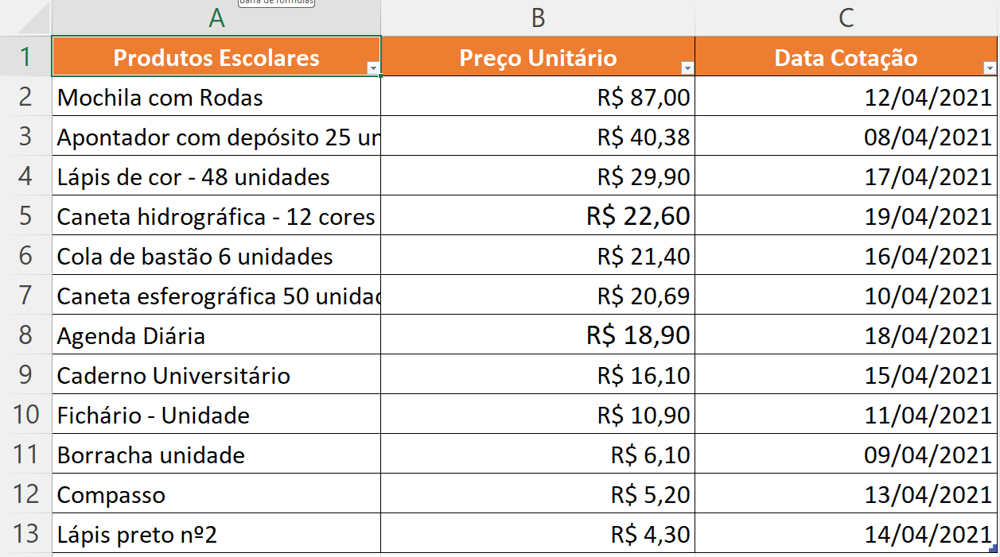 Barra de fórmulas
A B C
1 Produtos Escolares Preço Unitário Data Cotação
2 Mochila com Rodas R$ 87,00 12/04/2021
3 Apontador com depósito 25 R$ 40,38 08/04/2021
4 Lápis de cor - 48 unidades R$ 29,90 17/04/2021
5 Caneta hidrográfica - 12 cores R$ 22,60 19/04/2021
6 Cola de bastão 6 unidades R$ 21,40 16/04/2021
7 Caneta esferográfica 50 R$ 20,69 10/04/2021
8 Agenda Diária R$ 18,90 18/04/2021
9 Caderno Universitário R$ 16,10 15/04/2021
10 Fichário - Unidade R$ 10,90 11/04/2021
11 Borracha unidade R$ 6,10 09/04/2021
12 Compasso R$ 5,20 13/04/2021
13 Lápis preto nº2 R$ 4,30 14/04/2021